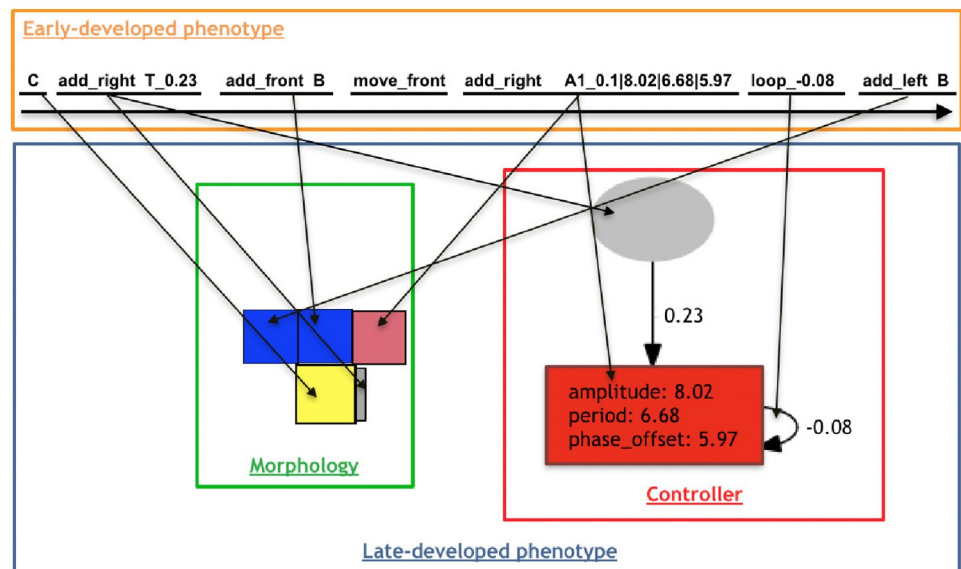 Early-developed phenotype
C add_right T_0.23 add_front B move_front add_right A1_0.1|8.02|6.68|5.97 loop_-0.08 add_left B
0.23
amplitude: 8.02
period: 6.68
phase_offset: 5.97
-0.08
Morphology
Controller
Late-developed phenotype